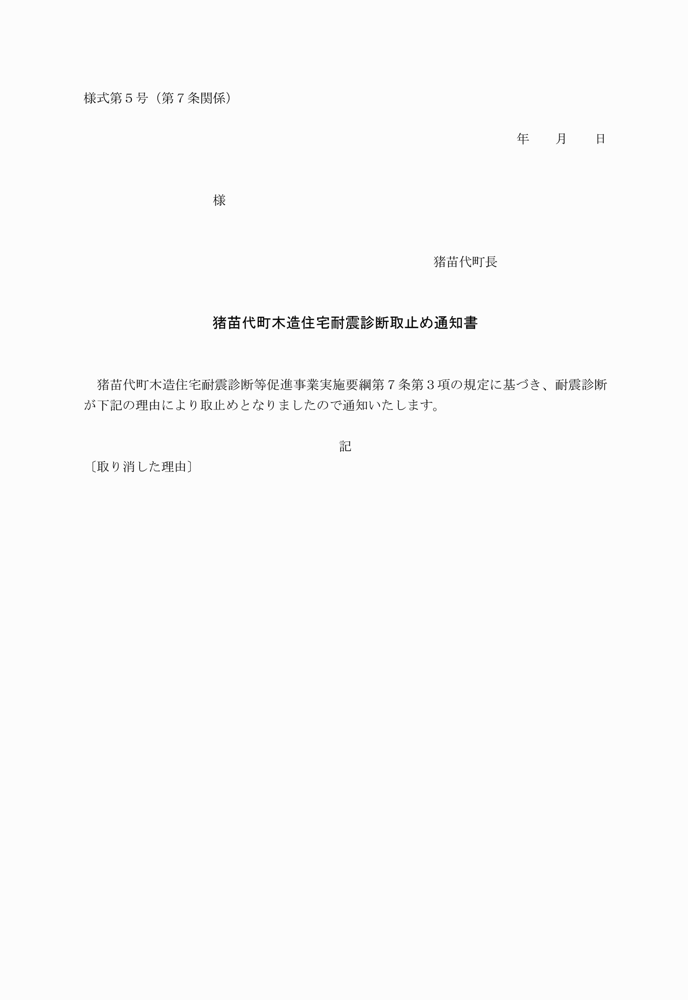 様式第５号（第７条関係）
年　　月　　日
様
猪苗代町長
猪苗代町木造住宅耐震診断取止め通知書
　猪苗代町木造住宅耐震診断等促進事業実施要綱第７条第３項の規定に基づき、耐震診断
が下記の理由により取止めとなりましたので通知いたします。
記
〔取り消した理由〕